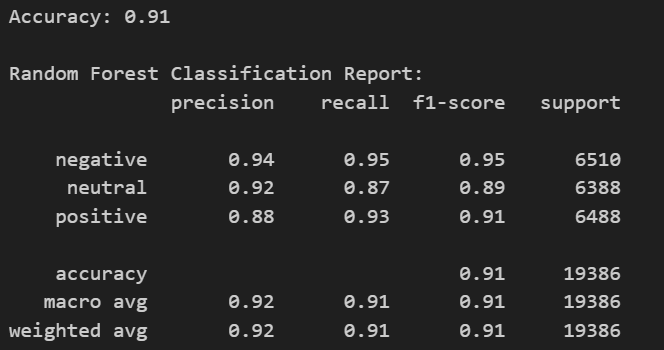 Accuracy: 0.91
Random Forest Classification Report:
precision recall f1-score support
negative 0.94 0.95 0.95 6510
neutral 0.92 0.87 0.89 6388
positive 0.88 0.93 0.91 6488
accuracy 0.91 19386
macro avg 0.92 0.91 0.91 19386
weighted avg 0.92 0.91 0.91 19386